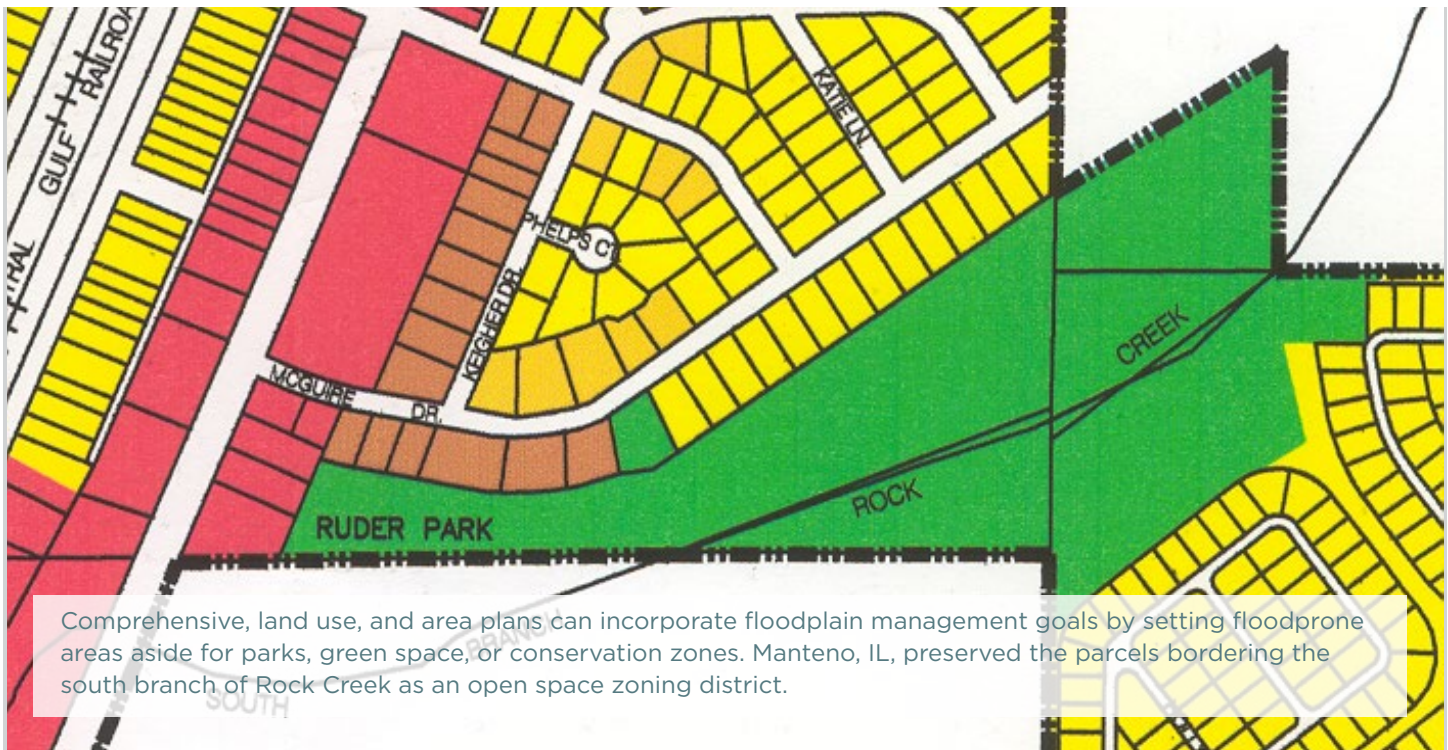 RAILROA
GULF
KATIE LN.
PHELPS CT.
KEIGHER DR.
CREEK
MCGUIRE DR.
ROCK
RUDER PARK
BRANCH
SOUTH
Comprehensive, land use, and area plans can incorporate floodplain management goals by setting floodprone
areas aside for parks, green space, or conservation zones. Manteno, IL, preserved the parcels bordering the
south branch of Rock Creek as an open space zoning district.